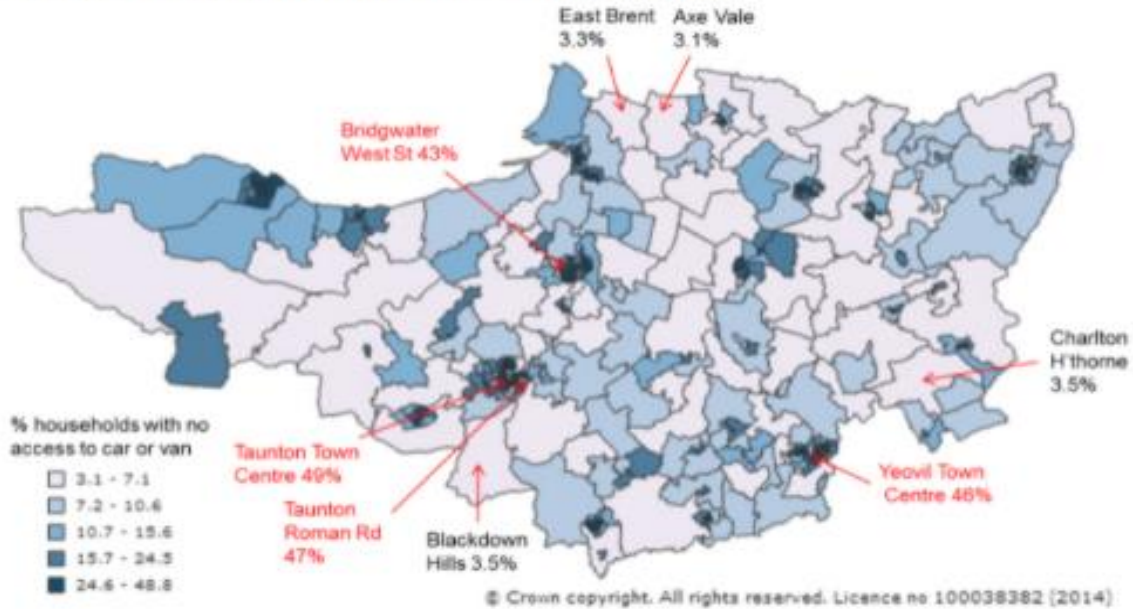 East Brent
3.3%
Axe Vale
3.1%
Bridgwater
West St 43%
Charlton
H'thorne
3.5%
% households with no
access to car or van
3.1 - 7.1
7.2 - 10.6
10.7 - 15.6
15.7 - 24.5
24.6 - 48.8
Taunton Town
Centre 49%
Taunton
Roman Rd
47%
Blackdown
Hills 3.5%
Yeovil Town
Centre 46%
© Crown copyright. All rights reserved. Licence no 100038382 (2014)